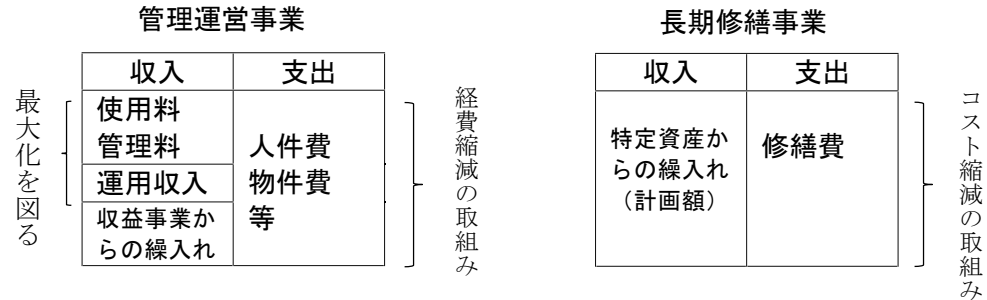 管理運営事業
収入
支出
使用料
管理料
運用収入
収益事業か
らの繰入れ
人件費
物件費
等
最大化を図る
経費縮減の取組み
長期修繕事業
収入
支出
特定資産か
らの繰入れ
（計画額）
修繕費
コスト縮減の取組み